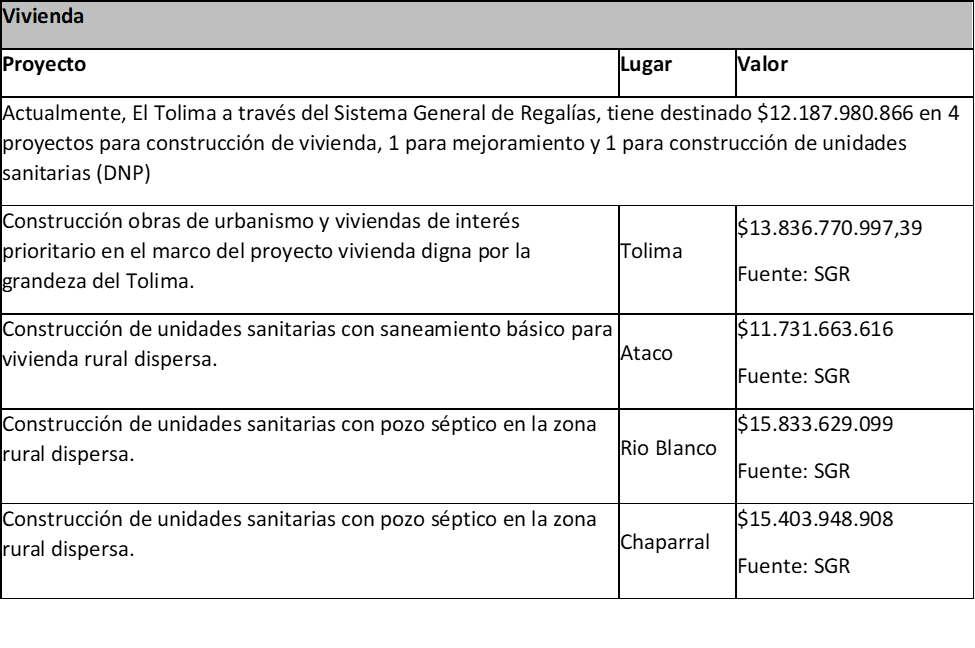 Vivienda
Proyecto Lugar Valor
Actualmente, El Tolima a través del Sistema General de Regalías, tiene destinado $12.187.980.866 en 4
proyectos para construcción de vivienda, 1 para mejoramiento y 1 para construcción de unidades
sanitarias (DNP)
Construcción obras de urbanismo y viviendas de interés
prioritario en el marco del proyecto vivienda digna por la
grandeza del Tolima.
Tolima
$13.836.770.997,39
Fuente: SGR
Construcción de unidades sanitarias con saneamiento básico para
vivienda rural dispersa.
Ataco
$11.731.663.616
Fuente: SGR
Construcción de unidades sanitarias con pozo séptico en la zona
rural dispersa.
Rio Blanco
$15.833.629.099
Fuente: SGR
Construcción de unidades sanitarias con pozo séptico en la zona
rural dispersa.
Chaparral
$15.403.948.908
Fuente: SGR